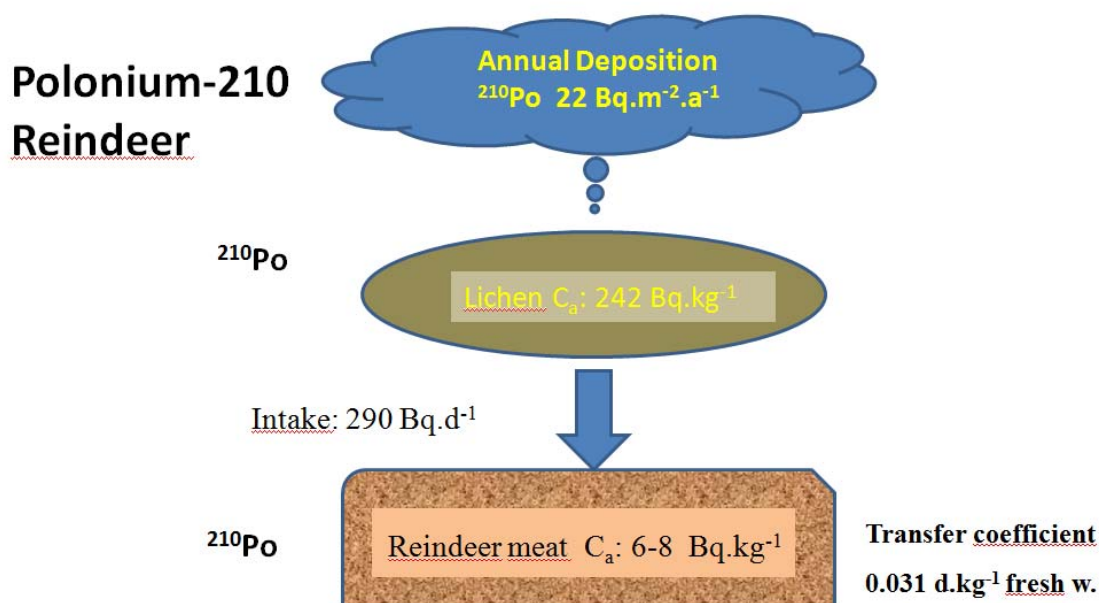 Polonium-210
Reindeer
Annual Deposition
²¹⁰Po 22 Bq.m⁻².a⁻¹
²¹⁰Po
Lichen Cₐ: 242 Bq.kg⁻¹
Intake: 290 Bq.d⁻¹
²¹⁰Po
Reindeer meat Cₐ: 6-8 Bq.kg⁻¹
Transfer coefficient
0.031 d.kg⁻¹ fresh w.